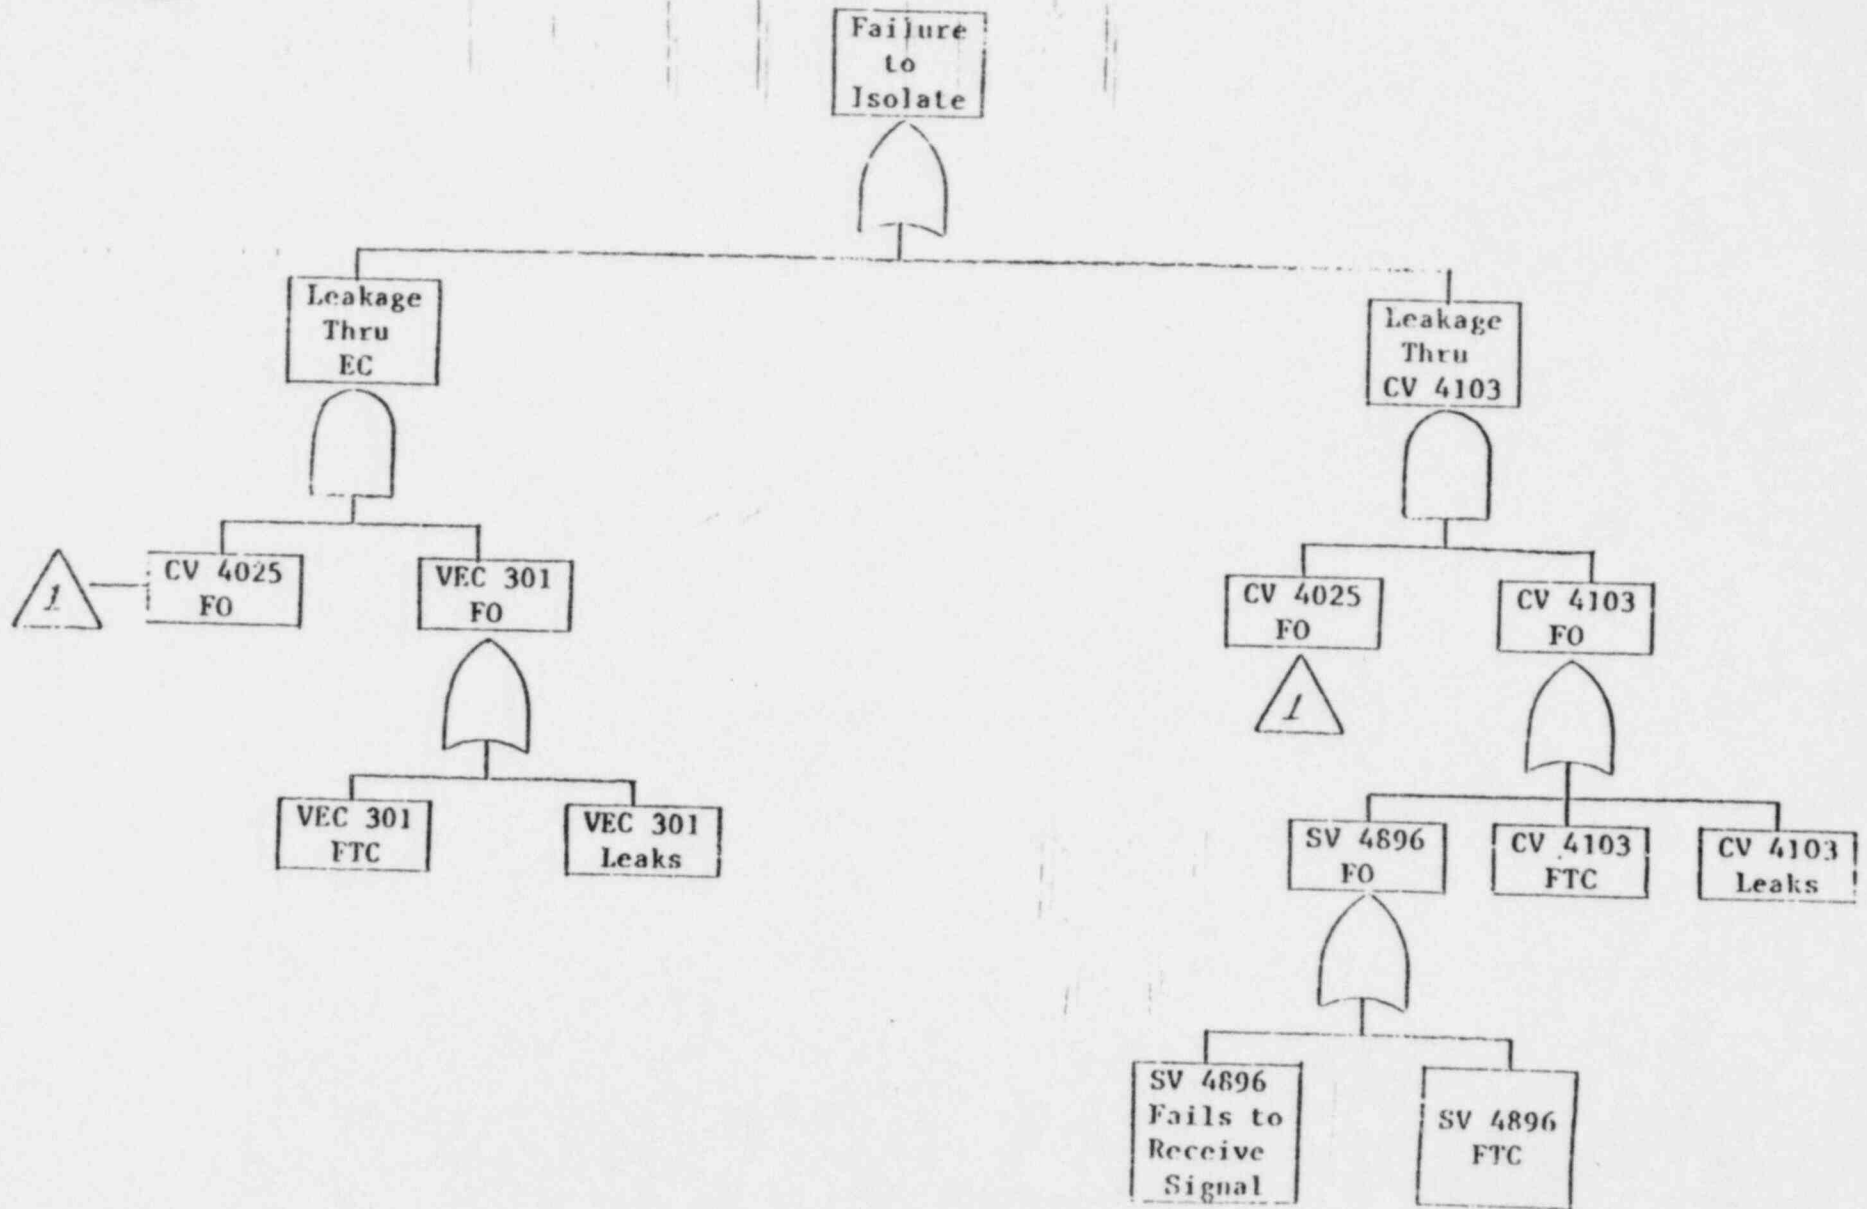 Failure
to
Isolate
Leakage
Thru
EC
Leakage
Thru
CV 4103
1
CV 4025
FO
VEC 301
FO
CV 4025
FO
CV 4103
FO
1
VEC 301
FTC
VEC 301
Leaks
SV 4896
FO
CV 4103
FTC
CV 4103
Leaks
SV 4896
Fails to
Receive
Signal
SV 4896
FTC